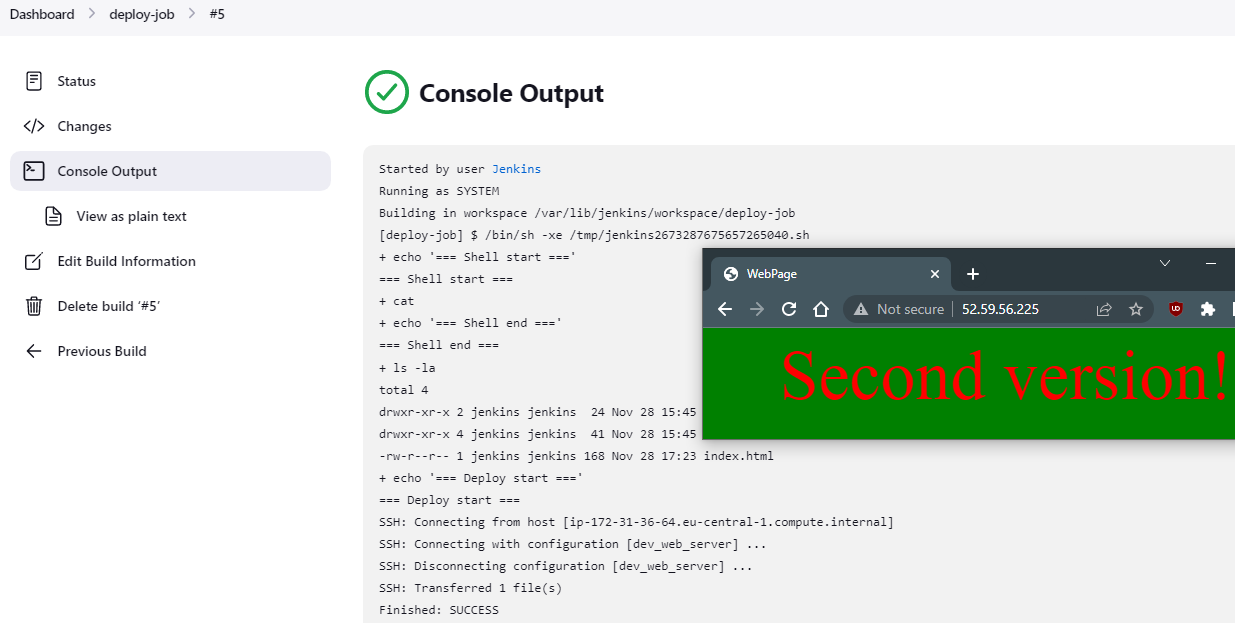 Dashboard > deploy-job > #5
Status
Changes
Console Output
View as plain text
Edit Build Information
Delete build ‘#5’
Previous Build
Console Output
Started by user Jenkins
Running as SYSTEM
Building in workspace /var/lib/jenkins/workspace/deploy-job
[deploy-job] $ /bin/sh -xe /tmp/jenkins2673287675657265040.sh
+ echo '=== Shell start ==='
=== Shell start ===
+ cat
+ echo '=== Shell end ==='
=== Shell end ===
+ ls -la
total 4
drwxr-xr-x 2 jenkins jenkins  24 Nov 28 15:45
drwxr-xr-x 4 jenkins jenkins  41 Nov 28 15:45
-rw-r--r-- 1 jenkins jenkins 168 Nov 28 17:23 index.html
+ echo '=== Deploy start ==='
=== Deploy start ===
SSH: Connecting from host [ip-172-31-36-64.eu-central-1.compute.internal]
SSH: Connecting with configuration [dev_web_server] ...
SSH: Disconnecting configuration [dev_web_server] ...
SSH: Transferred 1 file(s)
Finished: SUCCESS
WebPage
Not secure 52.59.56.225
Second version!